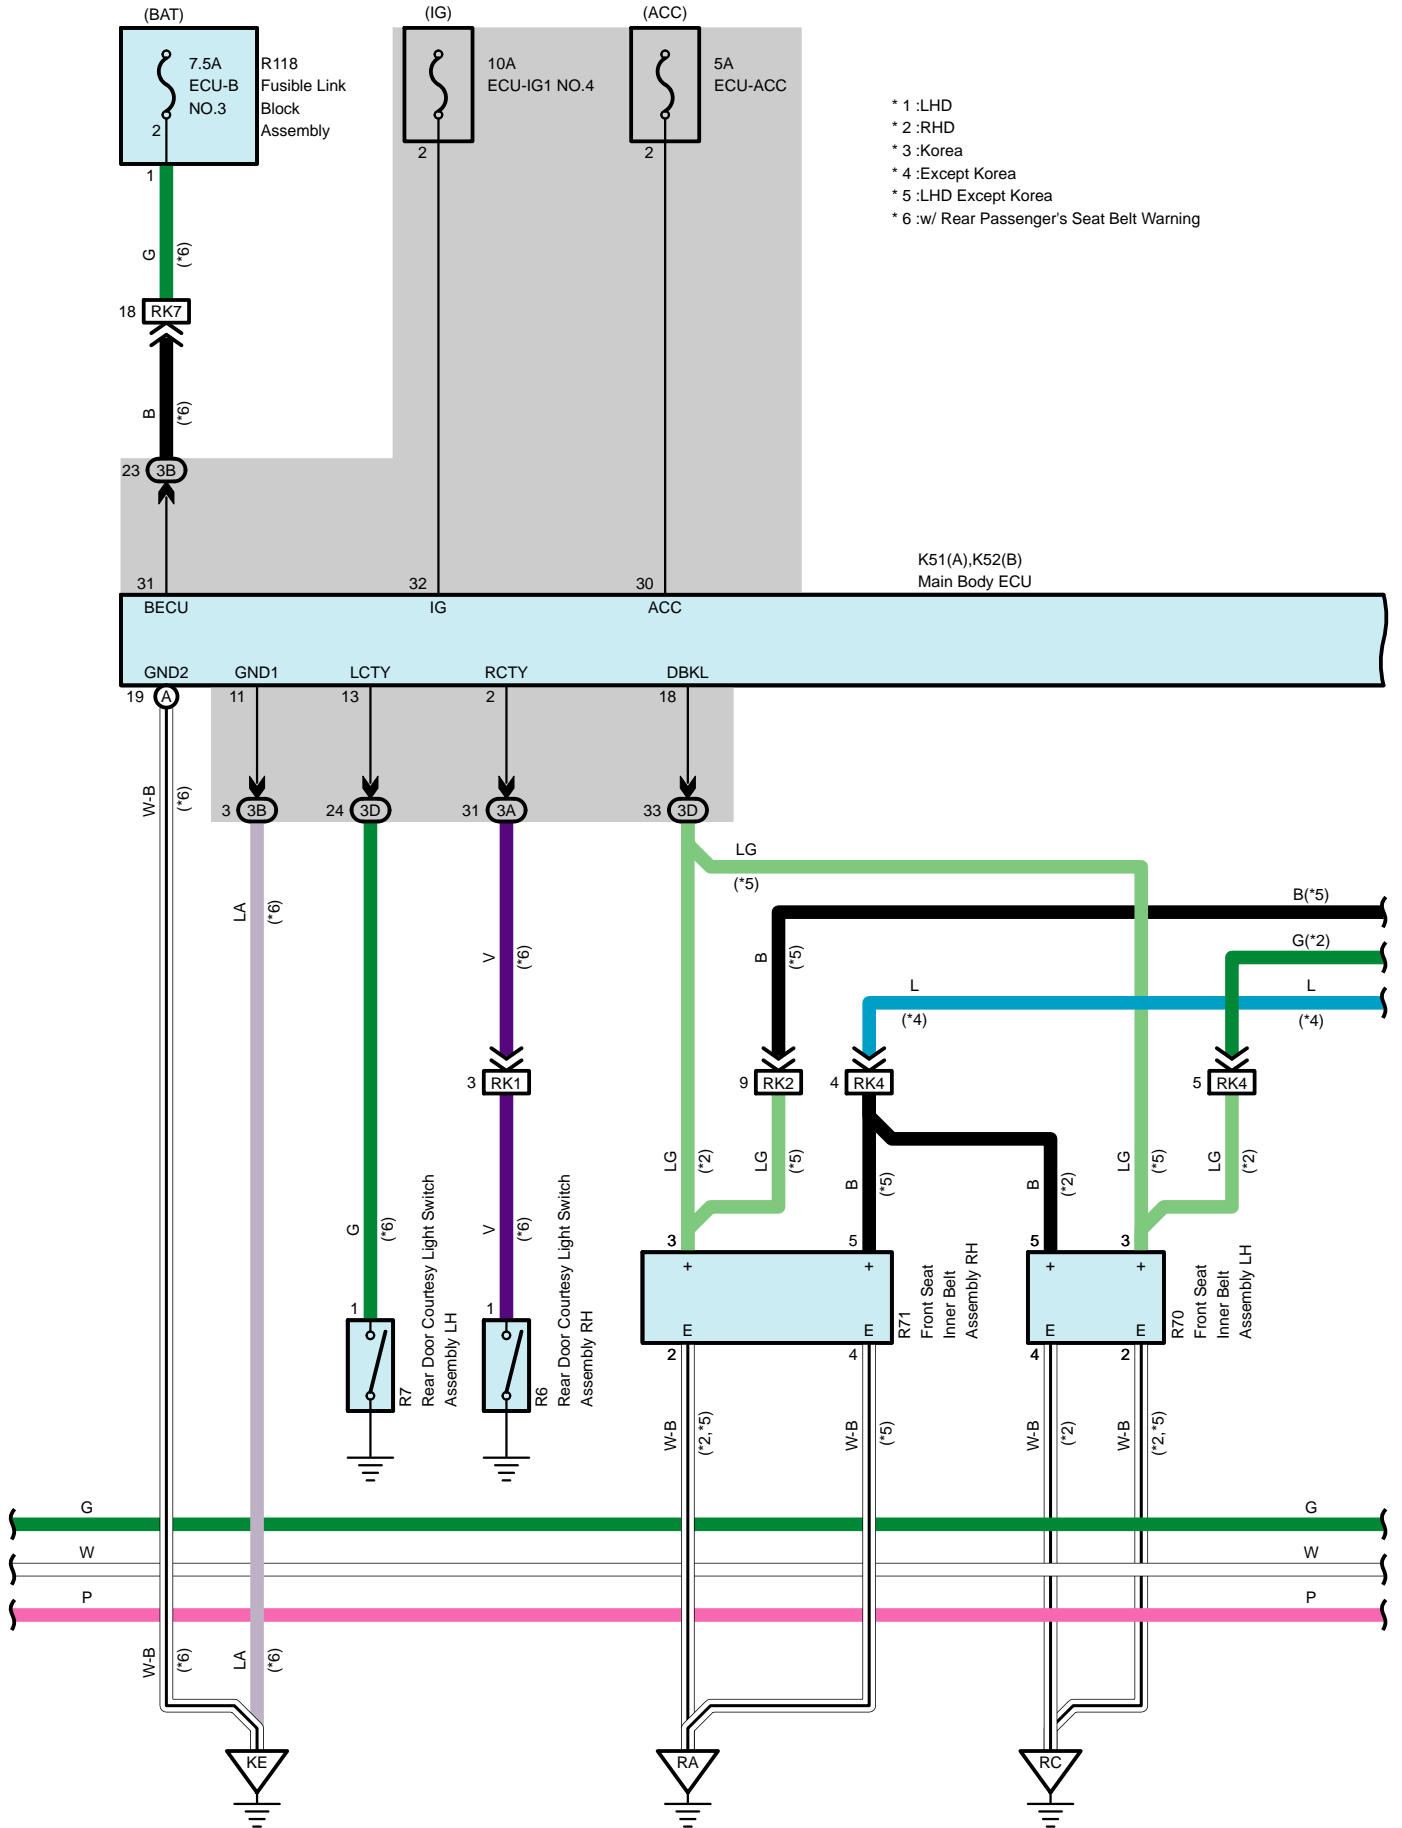 (BAT)
(IG)
(ACC)
7.5A
ECU-B
NO.3
2
R118
Fusible Link
Block
Assembly
10A
ECU-IG1 NO.4
5A
ECU-ACC
* 1 :LHD
* 2 :RHD
* 3 :Korea
* 4 :Except Korea
* 5 :LHD Except Korea
* 6 :w/ Rear Passenger's Seat Belt Warning
1
2
2
G
(*6)
18 RK7
B
(*6)
23 3B
K51(A),K52(B)
Main Body ECU
31
32
30
BECU
IG
ACC
GND2
GND1
LCTY
RCTY
DBKL
19 A
11
13
2
18
W-B
(*6)
3 3B
24 3D
31 3A
33 3D
LG
(*5)
LA
(*6)
B(*5)
V
(*6)
B
(*5)
G(*2)
L
(*4)
L
(*4)
3 RK1
9 RK2
4 RK4
5 RK4
LG
(*2)
LG
(*5)
B
(*5)
B
(*2)
LG
(*5)
LG
(*2)
G
(*6)
V
(*6)
3
5
5
3
+
+
+
+
E
E
E
E
2
4
4
2
1
1
R7
Rear Door Courtesy Light Switch
Assembly LH
R6
Rear Door Courtesy Light Switch
Assembly RH
R71
Front Seat
Inner Belt
Assembly RH
R70
Front Seat
Inner Belt
Assembly LH
W-B
(*2,*5)
W-B
(*5)
W-B
(*2)
W-B
(*2,*5)
G
G
W
W
P
P
W-B
(*6)
LA
(*6)
KE
RA
RC